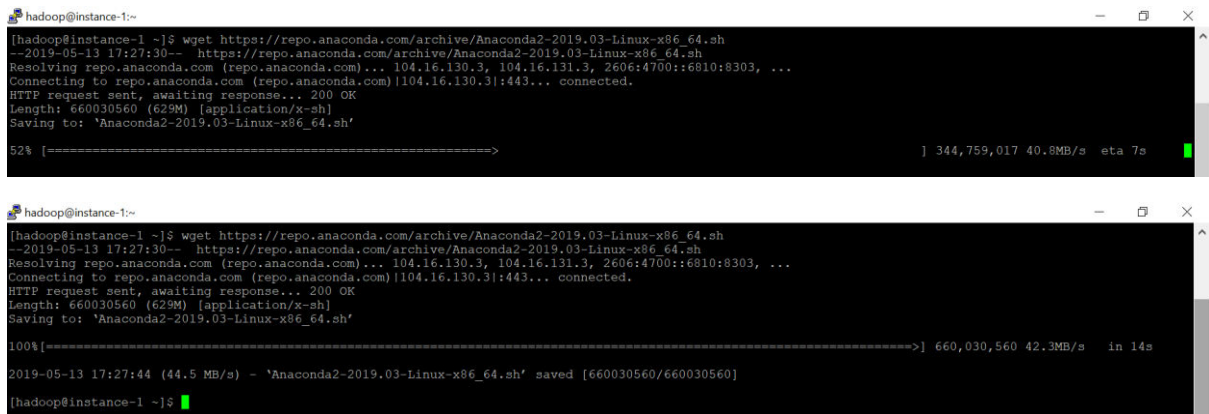 hadoop@instance-1:~
[hadoop@instance-1 ~]$ wget https://repo.anaconda.com/archive/Anaconda2-2019.03-Linux-x86_64.sh
--2019-05-13 17:27:30--  https://repo.anaconda.com/archive/Anaconda2-2019.03-Linux-x86_64.sh
Resolving repo.anaconda.com (repo.anaconda.com)... 104.16.130.3, 104.16.131.3, 2606:4700::6810:8303, ...
Connecting to repo.anaconda.com (repo.anaconda.com)|104.16.130.3|:443... connected.
HTTP request sent, awaiting response... 200 OK
Length: 660030560 (629M) [application/x-sh]
Saving to: ‘Anaconda2-2019.03-Linux-x86_64.sh’
52% [==========================================================>                                                         ] 344,759,017 40.8MB/s  eta 7s
hadoop@instance-1:~
[hadoop@instance-1 ~]$ wget https://repo.anaconda.com/archive/Anaconda2-2019.03-Linux-x86_64.sh
--2019-05-13 17:27:30--  https://repo.anaconda.com/archive/Anaconda2-2019.03-Linux-x86_64.sh
Resolving repo.anaconda.com (repo.anaconda.com)... 104.16.130.3, 104.16.131.3, 2606:4700::6810:8303, ...
Connecting to repo.anaconda.com (repo.anaconda.com)|104.16.130.3|:443... connected.
HTTP request sent, awaiting response... 200 OK
Length: 660030560 (629M) [application/x-sh]
Saving to: ‘Anaconda2-2019.03-Linux-x86_64.sh’
100%[==================================================================================================================>] 660,030,560 42.3MB/s   in 14s
2019-05-13 17:27:44 (44.5 MB/s) - ‘Anaconda2-2019.03-Linux-x86_64.sh’ saved [660030560/660030560]
[hadoop@instance-1 ~]$